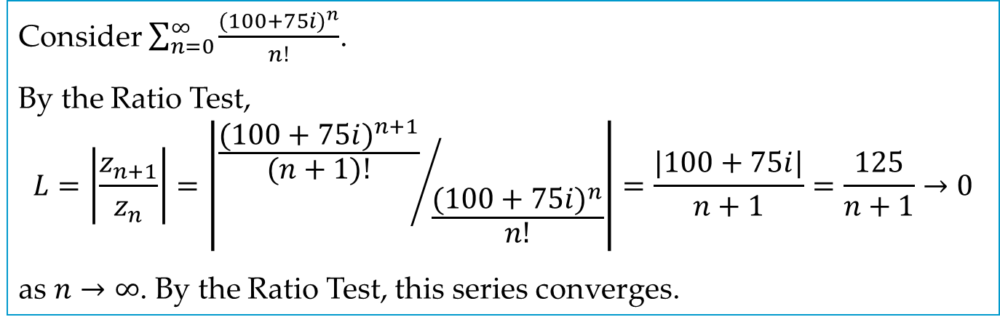 Consider $\sum_{n=0}^{\infty} \frac{(100+75i)^n}{n!}$.
By the Ratio Test,
$L = \left|\frac{z_{n+1}}{z_n}\right| = \left|\frac{(100 + 75i)^{n+1}}{(n + 1)!} \Big/ \frac{(100 + 75i)^n}{n!}\right| = \frac{|100 + 75i|}{n + 1} = \frac{125}{n + 1} \to 0$
as $n \to \infty$. By the Ratio Test, this series converges.